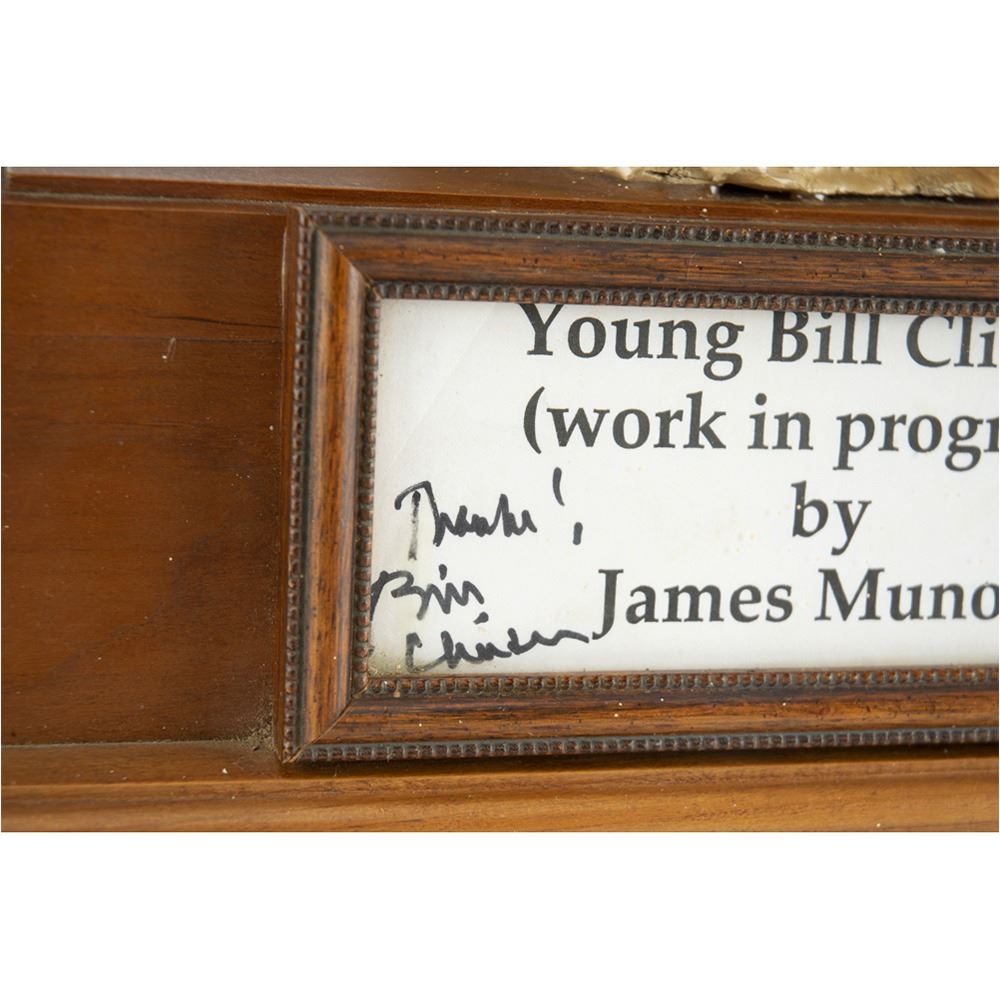 Young Bill Cli
(work in progr
by
James Muno
Thanks!
Bill
Clinton